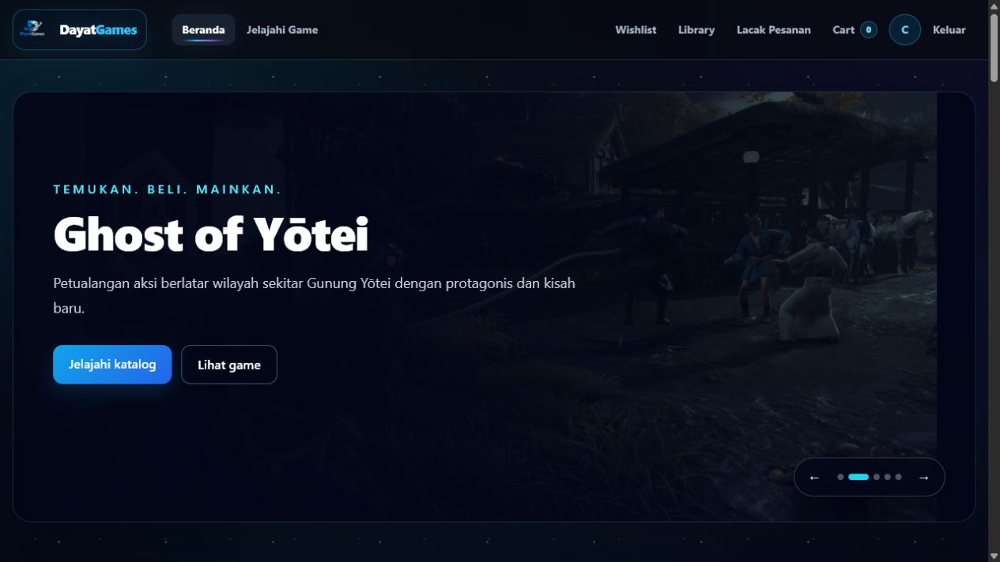 DayatGames
Beranda
Jelajahi Game
Wishlist
Library
Lacak Pesanan
Cart 0
C
Keluar
TEMUKAN. BELI. MAINKAN.
Ghost of Yōtei
Petualangan aksi berlatar wilayah sekitar Gunung Yōtei dengan protagonis dan kisah
baru.
Jelajahi katalog
Lihat game
← →